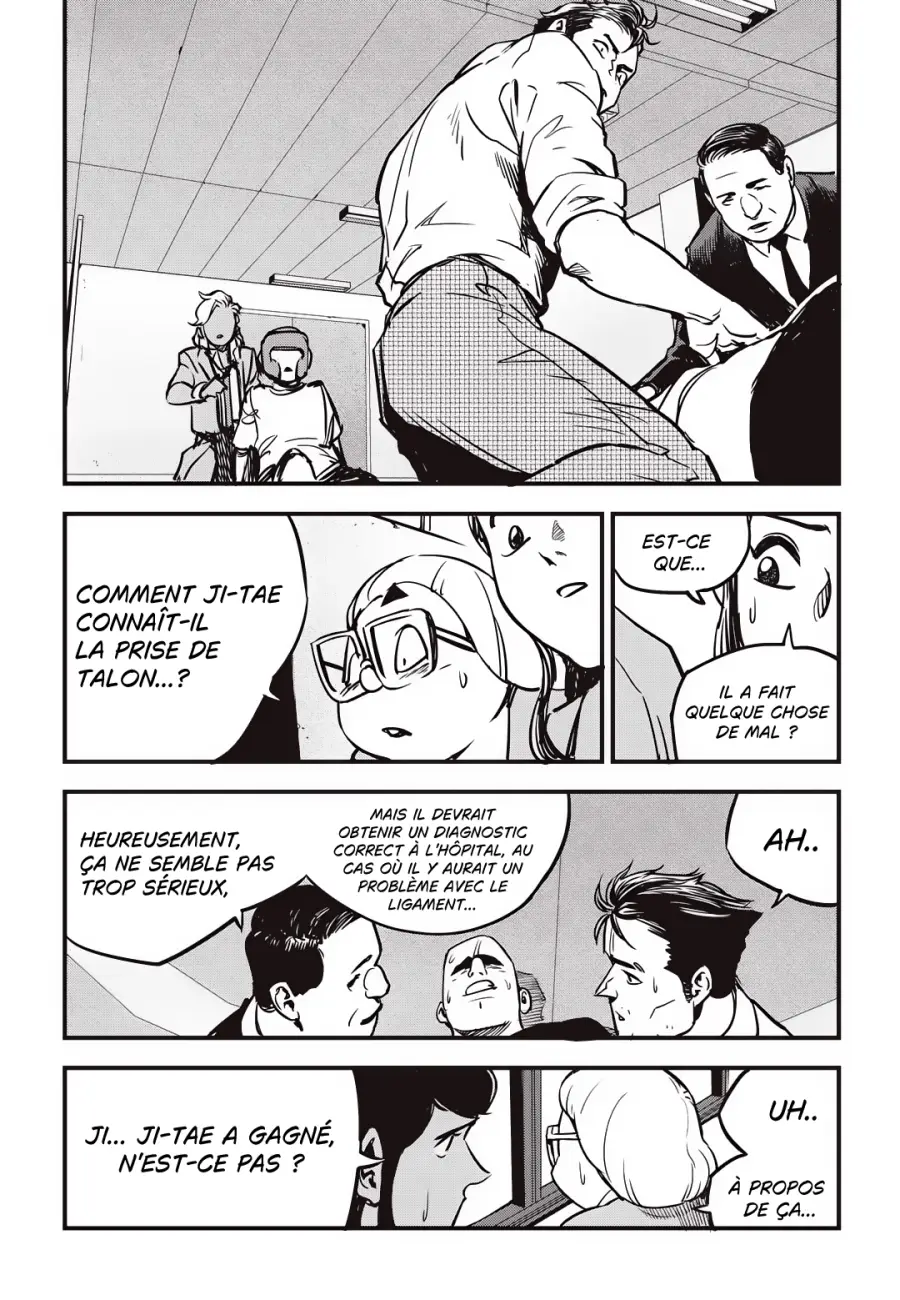 COMMENT JI-TAE
CONNAÎT-IL
LA PRISE DE
TALON...?
EST-CE
QUE...
IL A FAIT
QUELQUE CHOSE
DE MAL ?
HEUREUSEMENT,
ÇA NE SEMBLE PAS
TROP SÉRIEUX,
MAIS IL DEVRAIT
OBTENIR UN DIAGNOSTIC
CORRECT À L'HÔPITAL, AU
CAS OÙ IL Y AURAIT UN
PROBLÈME AVEC LE
LIGAMENT...
AH..
JI... JI-TAE A GAGNÉ,
N'EST-CE PAS ?
UH..
À PROPOS
DE ÇA...